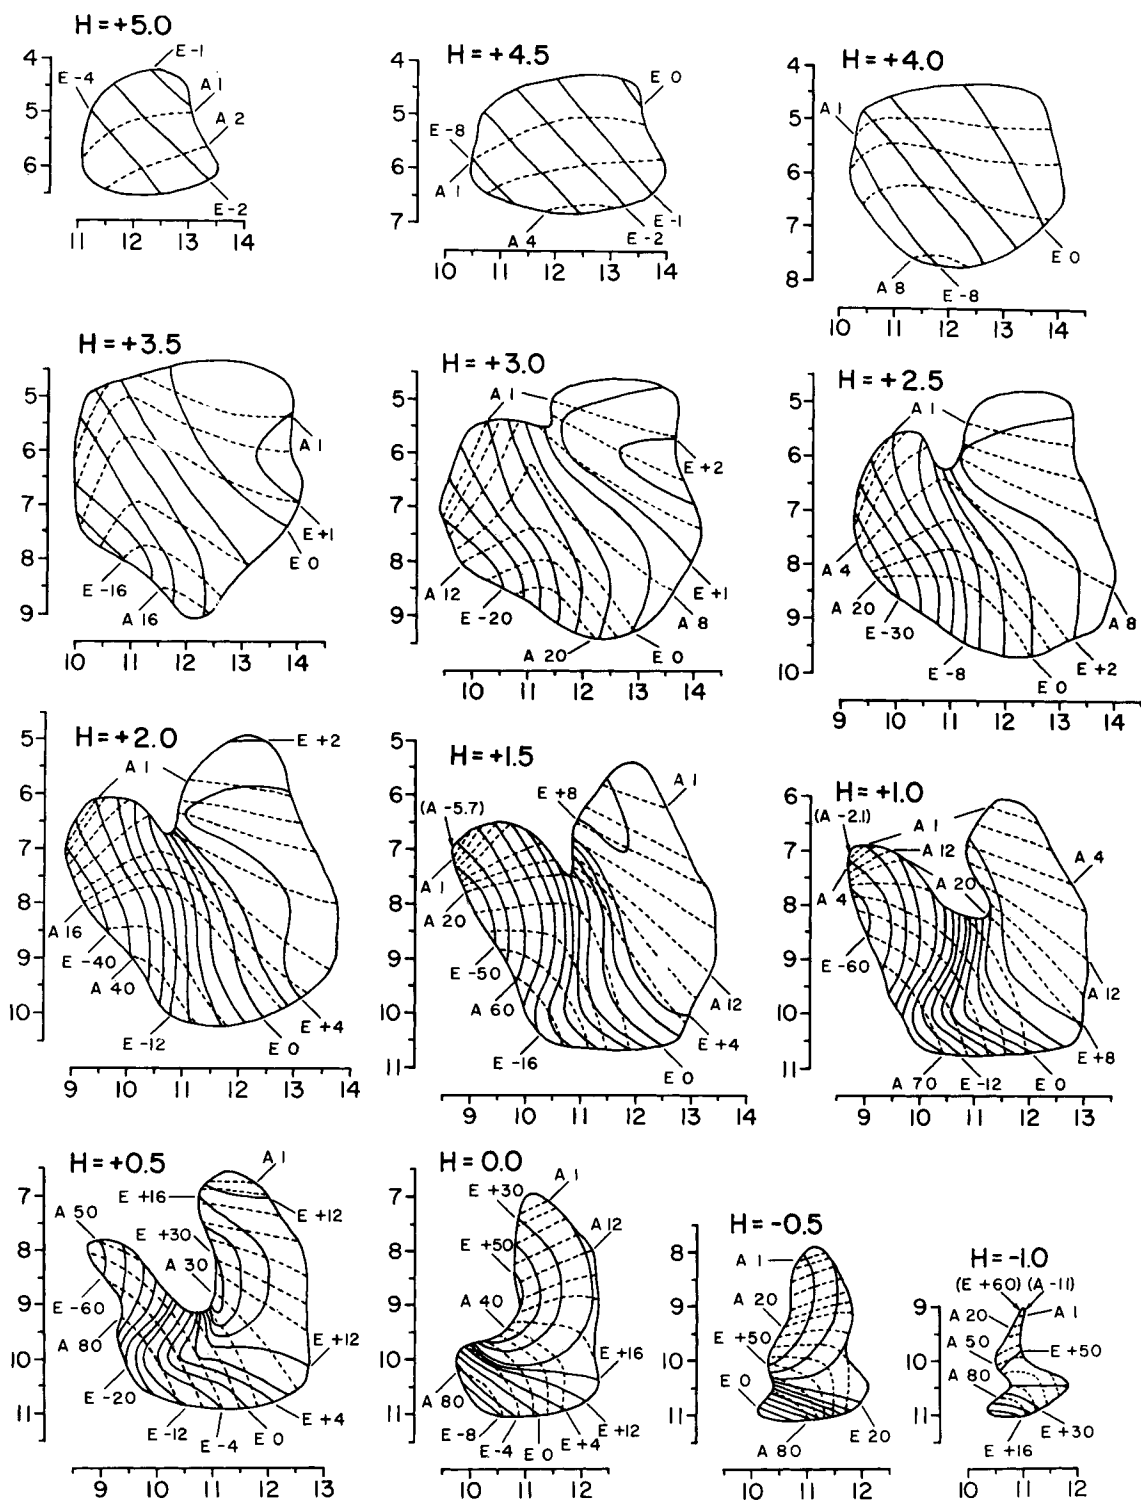 H = +5.0
4
5
6
E -4
E -1
A 1
A 2
E -2
11 12 13 14
H = +4.5
4
5
6
7
E 0
E -8
A 1
E -1
E -2
A 4
10 11 12 13 14
H = +4.0
4
5
6
7
8
A 1
E 0
A 8
E -8
10 11 12 13 14
H = +3.5
5
6
7
8
9
A 1
E +1
E 0
E -16
A 16
10 11 12 13 14
H = +3.0
5
6
7
8
9
A 1
E +2
A 12
E -20
E +1
A 8
A 20
E 0
10 11 12 13 14
H = +2.5
5
6
7
8
9
10
A 1
A 4
A 20
E -30
A 8
E -8
E 0
E +2
9 10 11 12 13 14
H = +2.0
5
6
7
8
9
10
E +2
A 1
A 16
E -40
A 40
E -12
E 0
E +4
9 10 11 12 13 14
H = +1.5
5
6
7
8
9
10
11
E +8
A 1
(A -5.7)
A 1
A 20
E -50
A 60
E -16
A 12
E +4
E 0
9 10 11 12 13 14
H = +1.0
6
7
8
9
10
11
(A -2.1)
A 1
A 12
A 4
A 20
A 4
E -60
A 12
E +8
A 70
E -12
E 0
9 10 11 12 13
H = +0.5
7
8
9
10
11
A 1
E +16
E +12
A 50
E +30
A 30
E -60
A 80
E +12
E -20
E -12
E -4
E 0
E +4
9 10 11 12 13
H = 0.0
7
8
9
10
11
E +30
A 1
A 12
E +50
A 40
E +16
A 80
E -8
E -4
E 0
E +4
E +12
10 11 12
H = -0.5
8
9
10
11
A 1
A 20
E +50
E 0
A 80
E 20
10 11 12
H = -1.0
(E +60) (A -11)
9
10
11
A 20
A 1
A 50
E +50
A 80
E +30
E +16
10 11 12